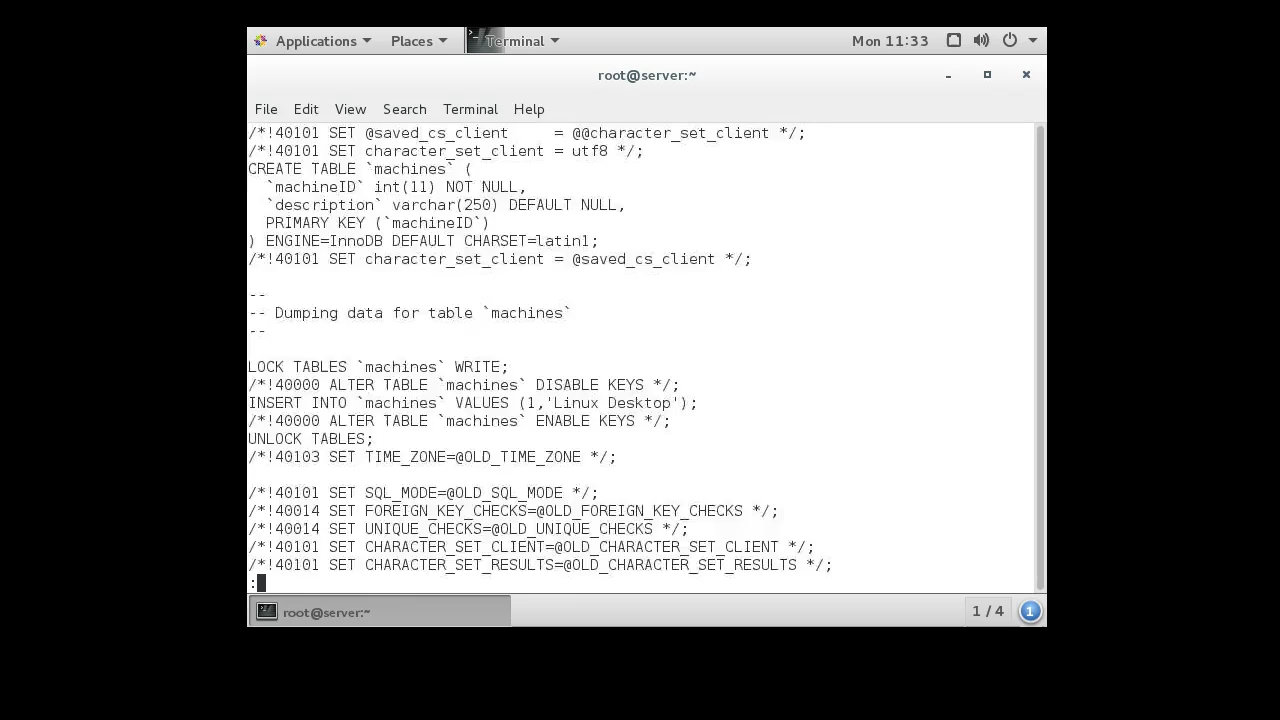 Applications Places Terminal Mon 11:33
root@server:~
File Edit View Search Terminal Help
/*!40101 SET @saved_cs_client     = @@character_set_client */;
/*!40101 SET character_set_client = utf8 */;
CREATE TABLE `machines` (
  `machineID` int(11) NOT NULL,
  `description` varchar(250) DEFAULT NULL,
  PRIMARY KEY (`machineID`)
) ENGINE=InnoDB DEFAULT CHARSET=latin1;
/*!40101 SET character_set_client = @saved_cs_client */;
--
-- Dumping data for table `machines`
--
LOCK TABLES `machines` WRITE;
/*!40000 ALTER TABLE `machines` DISABLE KEYS */;
INSERT INTO `machines` VALUES (1,'Linux Desktop');
/*!40000 ALTER TABLE `machines` ENABLE KEYS */;
UNLOCK TABLES;
/*!40103 SET TIME_ZONE=@OLD_TIME_ZONE */;
/*!40101 SET SQL_MODE=@OLD_SQL_MODE */;
/*!40014 SET FOREIGN_KEY_CHECKS=@OLD_FOREIGN_KEY_CHECKS */;
/*!40014 SET UNIQUE_CHECKS=@OLD_UNIQUE_CHECKS */;
/*!40101 SET CHARACTER_SET_CLIENT=@OLD_CHARACTER_SET_CLIENT */;
/*!40101 SET CHARACTER_SET_RESULTS=@OLD_CHARACTER_SET_RESULTS */;
:
root@server:~ 1 / 4 1